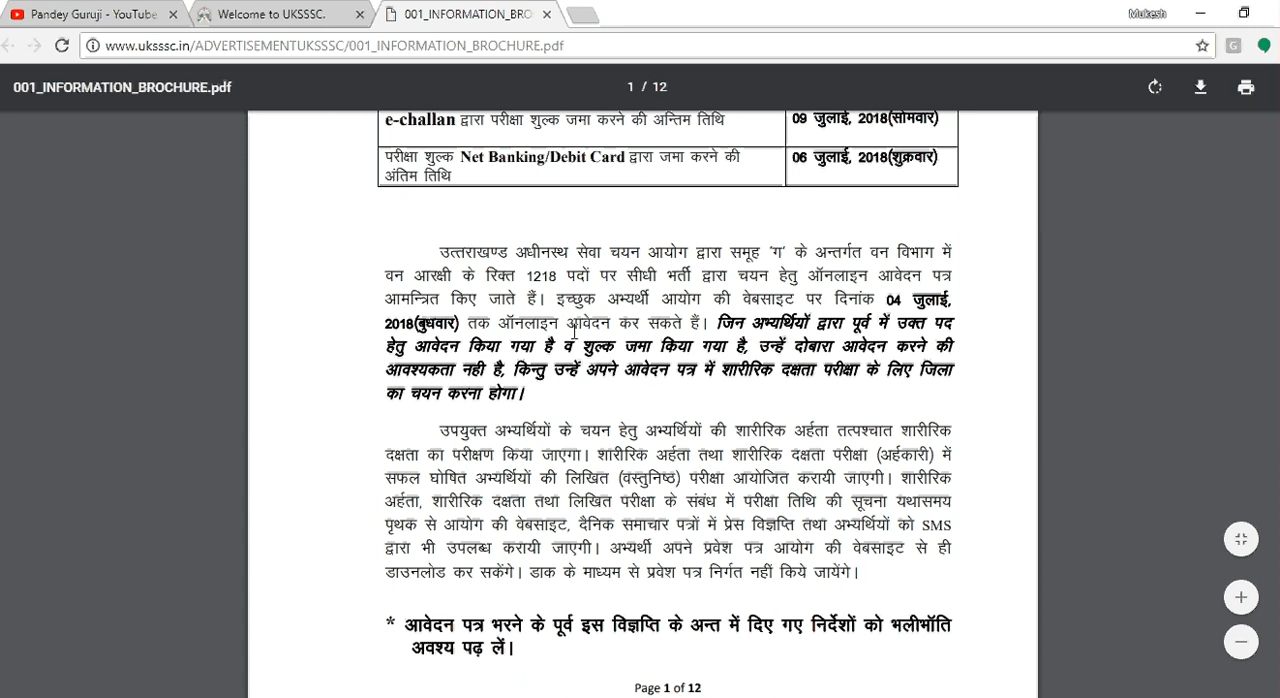 Pandey Guruji - YouTube
Welcome to UKSSSC.
001_INFORMATION_BRO
Mukesh
www.uksssc.in/ADVERTISEMENTUKSSSC/001_INFORMATION_BROCHURE.pdf
001_INFORMATION_BROCHURE.pdf
1 / 12
e-challan द्वारा परीक्षा शुल्क जमा करने की अन्तिम तिथि
09 जुलाई, 2018(सोमवार)
परीक्षा शुल्क Net Banking/Debit Card द्वारा जमा करने की
अंतिम तिथि
06 जुलाई, 2018(शुक्रवार)
उत्तराखण्ड अधीनस्थ सेवा चयन आयोग द्वारा समूह 'ग' के अन्तर्गत वन विभाग में
वन आरक्षी के रिक्त 1218 पदों पर सीधी भर्ती द्वारा चयन हेतु ऑनलाइन आवेदन पत्र
आमन्त्रित किए जाते हैं। इच्छुक अभ्यर्थी आयोग की वेबसाइट पर दिनांक 04 जुलाई,
2018(बुधवार) तक ऑनलाइन आवेदन कर सकते हैं। जिन अभ्यर्थियों द्वारा पूर्व में उक्त पद
हेतु आवेदन किया गया है व शुल्क जमा किया गया है, उन्हें दोबारा आवेदन करने की
आवश्यकता नही है, किन्तु उन्हें अपने आवेदन पत्र में शारीरिक दक्षता परीक्षा के लिए जिला
का चयन करना होगा।
उपयुक्त अभ्यर्थियों के चयन हेतु अभ्यर्थियों की शारीरिक अर्हता तत्पश्चात शारीरिक
दक्षता का परीक्षण किया जाएगा। शारीरिक अर्हता तथा शारीरिक दक्षता परीक्षा (अर्हकारी) में
सफल घोषित अभ्यर्थियों की लिखित (वस्तुनिष्ठ) परीक्षा आयोजित करायी जाएगी। शारीरिक
अर्हता, शारीरिक दक्षता तथा लिखित परीक्षा के संबंध में परीक्षा तिथि की सूचना यथासमय
पृथक से आयोग की वेबसाइट, दैनिक समाचार पत्रों में प्रेस विज्ञप्ति तथा अभ्यर्थियों को SMS
द्वारा भी उपलब्ध करायी जाएगी। अभ्यर्थी अपने प्रवेश पत्र आयोग की वेबसाइट से ही
डाउनलोड कर सकेंगे। डाक के माध्यम से प्रवेश पत्र निर्गत नहीं किये जायेंगे।
* आवेदन पत्र भरने के पूर्व इस विज्ञप्ति के अन्त में दिए गए निर्देशों को भलीभॉति
अवश्य पढ़ लें।
Page 1 of 12